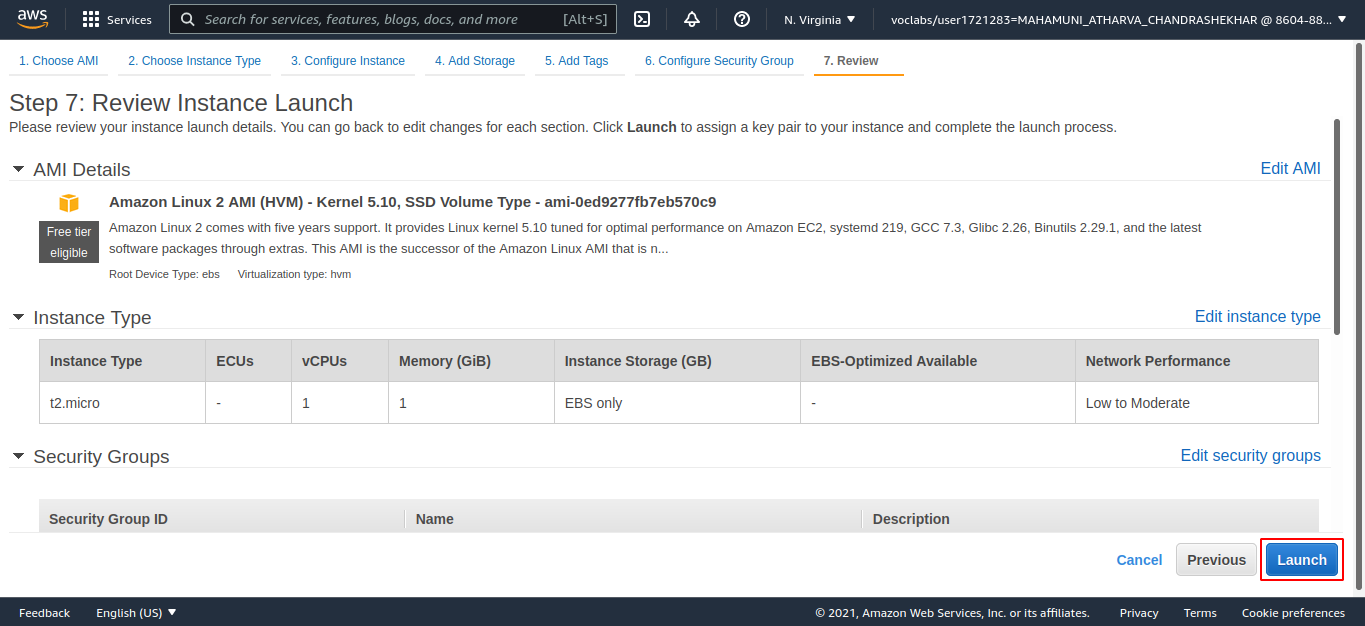 aws Services Search for services, features, blogs, docs, and more [Alt+S] N. Virginia ▼ voclabs/user1721283=MAHAMUNI_ATHARVA_CHANDRASHEKHAR @ 8604-88... ▼
1. Choose AMI 2. Choose Instance Type 3. Configure Instance 4. Add Storage 5. Add Tags 6. Configure Security Group 7. Review
Step 7: Review Instance Launch
Please review your instance launch details. You can go back to edit changes for each section. Click Launch to assign a key pair to your instance and complete the launch process.
AMI Details Edit AMI
Amazon Linux 2 AMI (HVM) - Kernel 5.10, SSD Volume Type - ami-0ed9277fb7eb570c9
Free tier eligible
Amazon Linux 2 comes with five years support. It provides Linux kernel 5.10 tuned for optimal performance on Amazon EC2, systemd 219, GCC 7.3, Glibc 2.26, Binutils 2.29.1, and the latest
software packages through extras. This AMI is the successor of the Amazon Linux AMI that is n...
Root Device Type: ebs Virtualization type: hvm
Instance Type Edit instance type
Instance Type ECUs vCPUs Memory (GiB) Instance Storage (GB) EBS-Optimized Available Network Performance
t2.micro - 1 1 EBS only - Low to Moderate
Security Groups Edit security groups
Security Group ID Name Description
Cancel Previous Launch
Feedback English (US) ▼ © 2021, Amazon Web Services, Inc. or its affiliates. Privacy Terms Cookie preferences